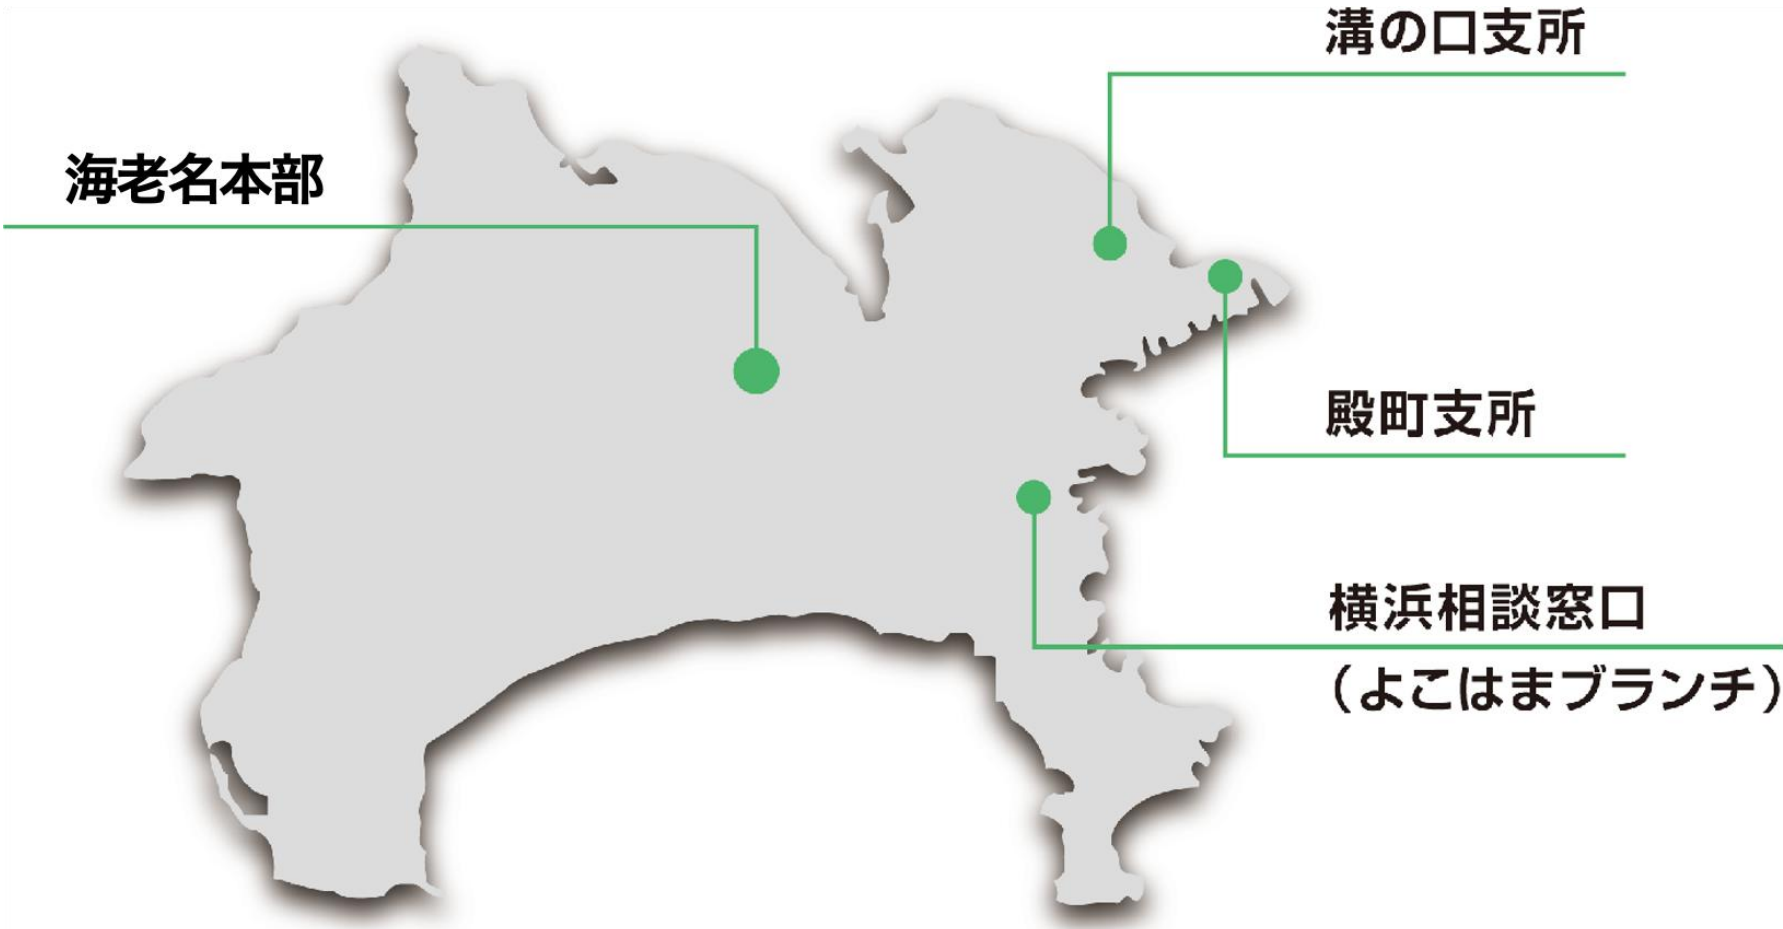 溝の口支所
海老名本部
殿町支所
横浜相談窓口
（よこはまブランチ）